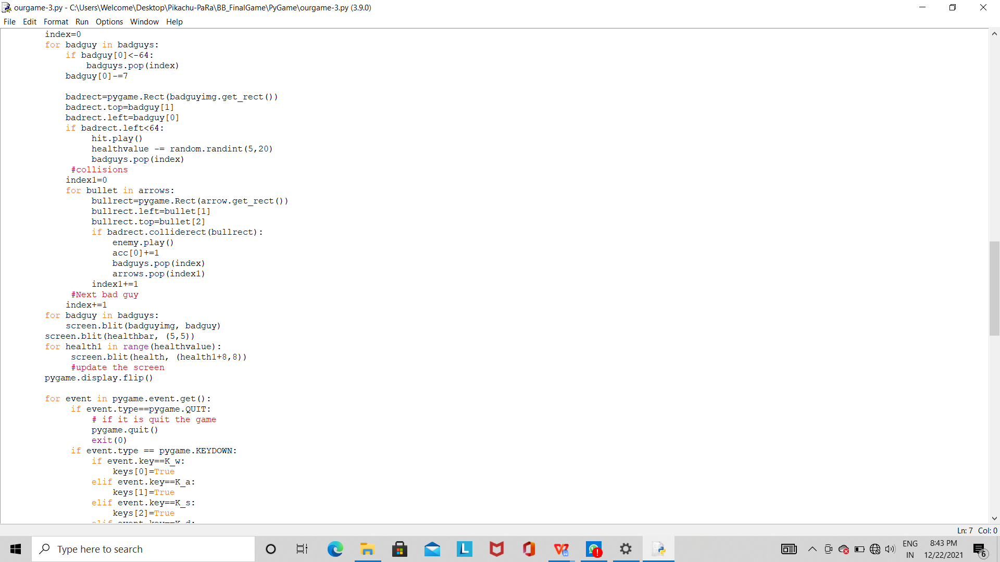 ourgame-3.py - C:\Users\Welcome\Desktop\Pikachu-PaRa\BB_FinalGame\PyGame\ourgame-3.py (3.9.0)
File Edit Format Run Options Window Help
index=0
for badguy in badguys:
if badguy[0]<-64:
badguys.pop(index)
badguy[0]-=7
badrect=pygame.Rect(badguyimg.get_rect())
badrect.top=badguy[1]
badrect.left=badguy[0]
if badrect.left<64:
hit.play()
healthvalue -= random.randint(5,20)
badguys.pop(index)
#collisions
index1=0
for bullet in arrows:
bullrect=pygame.Rect(arrow.get_rect())
bullrect.left=bullet[1]
bullrect.top=bullet[2]
if badrect.colliderect(bullrect):
enemy.play()
acc[0]+=1
badguys.pop(index)
arrows.pop(index1)
index1+=1
#Next bad guy
index+=1
for badguy in badguys:
screen.blit(badguyimg, badguy)
screen.blit(healthbar, (5,5))
for health1 in range(healthvalue):
screen.blit(health, (health1+8,8))
#update the screen
pygame.display.flip()
for event in pygame.event.get():
if event.type==pygame.QUIT:
# if it is quit the game
pygame.quit()
exit(0)
if event.type == pygame.KEYDOWN:
if event.key==K_w:
keys[0]=True
elif event.key==K_a:
keys[1]=True
elif event.key==K_s:
keys[2]=True
elif event.key==K_d:
Ln: 7 Col: 0
Type here to search
ENG
IN
8:43 PM
12/22/2021
6